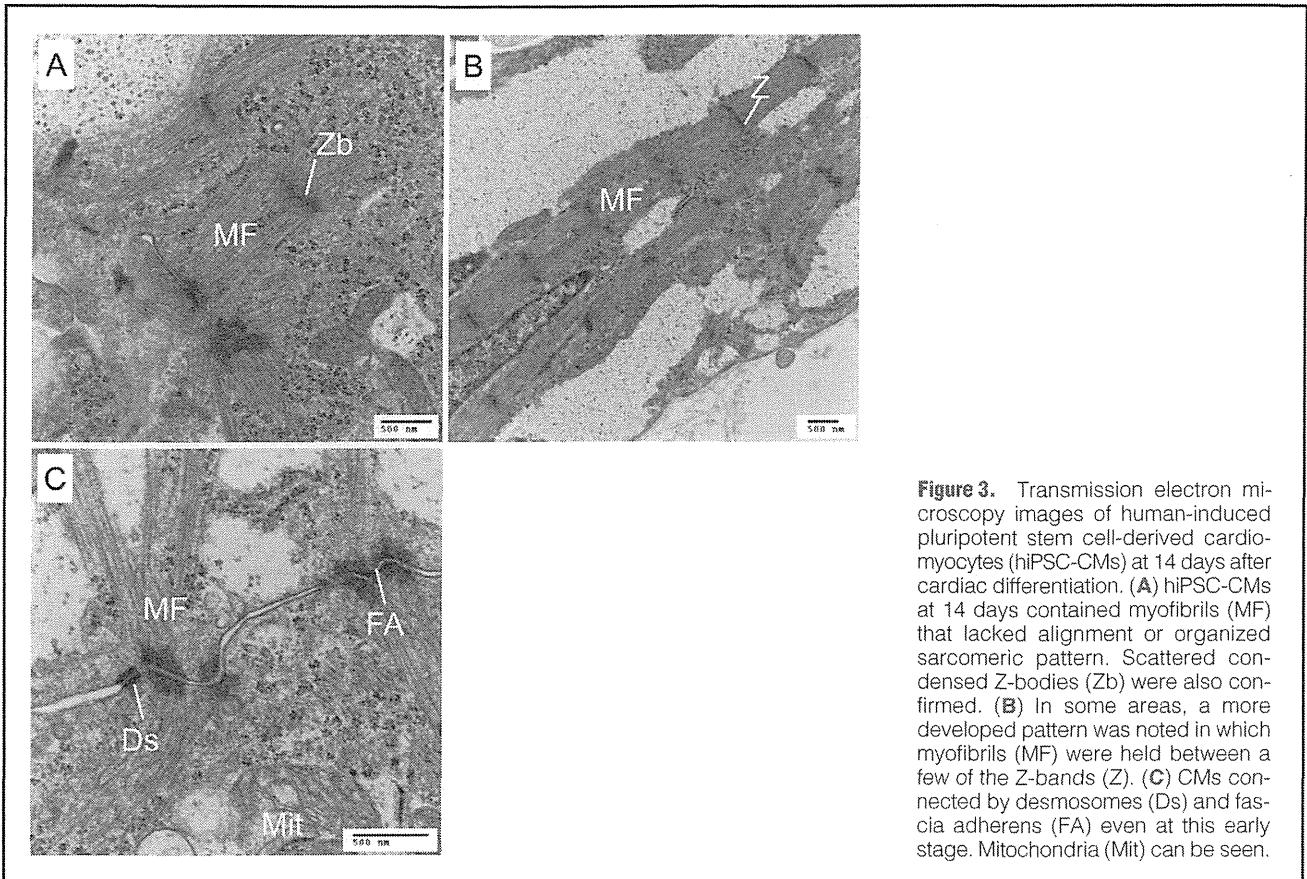 A
Zb
MF
500 nm
B
Z
MF
500 nm
C
MF
FA
Ds
Mit
500 nm
Figure 3. Transmission electron mi-
croscopy images of human-induced
pluripotent stem cell-derived cardio-
myocytes (hiPSC-CMs) at 14 days after
cardiac differentiation. (A) hiPSC-CMs
at 14 days contained myofibrils (MF)
that lacked alignment or organized
sarcomeric pattern. Scattered con-
densed Z-bodies (Zb) were also con-
firmed. (B) In some areas, a more
developed pattern was noted in which
myofibrils (MF) were held between a
few of the Z-bands (Z). (C) CMs con-
nected by desmosomes (Ds) and fas-
cia adherens (FA) even at this early
stage. Mitochondria (Mit) can be seen.